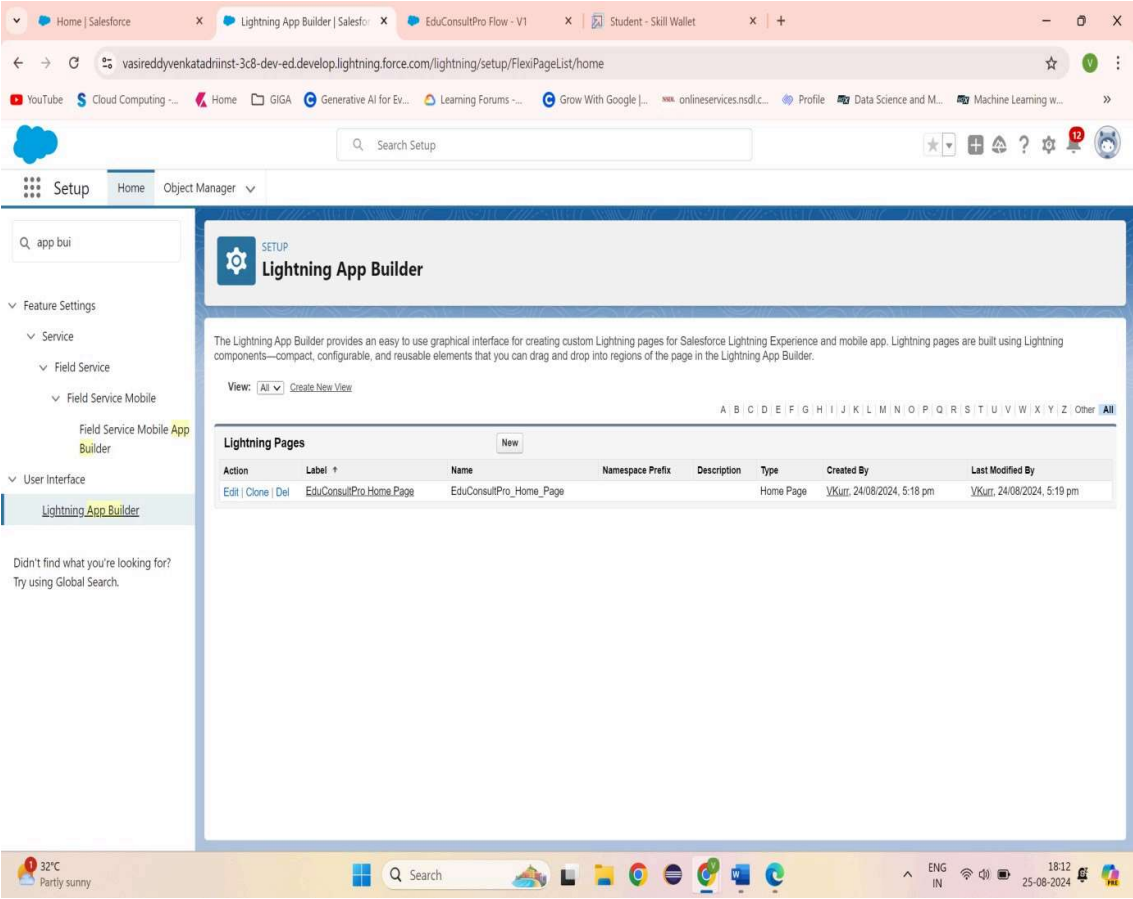 Home | Salesforce
Lightning App Builder | Salesfor
EduConsultPro Flow - V1
Student - Skill Wallet
vasireddyvenkatadriinst-3c8-dev-ed.develop.lightning.force.com/lightning/setup/FlexiPageList/home
V
YouTube Cloud Computing -... Home GIGA Generative AI for Ev... Learning Forums -... Grow With Google |... onlineservices.nsdl.c... Profile Data Science and M... Machine Learning w... »
Search Setup
12
Setup Home Object Manager
app bui
Feature Settings
Service
Field Service
Field Service Mobile
Field Service Mobile App
Builder
User Interface
Lightning App Builder
Didn't find what you're looking for?
Try using Global Search.
SETUP
Lightning App Builder
The Lightning App Builder provides an easy to use graphical interface for creating custom Lightning pages for Salesforce Lightning Experience and mobile app. Lightning pages are built using Lightning
components—compact, configurable, and reusable elements that you can drag and drop into regions of the page in the Lightning App Builder.
View: All Create New View
A | B | C | D | E | F | G | H | I | J | K | L | M | N | O | P | Q | R | S | T | U | V | W | X | Y | Z | Other | All
Lightning Pages New
Action Label ↑ Name Namespace Prefix Description Type Created By Last Modified By
Edit | Clone | Del EduConsultPro Home Page EduConsultPro_Home_Page Home Page VKurr, 24/08/2024, 5:18 pm VKurr, 24/08/2024, 5:19 pm
1
32°C
Partly sunny
Search
ENG
IN
18:12
25-08-2024
PRE